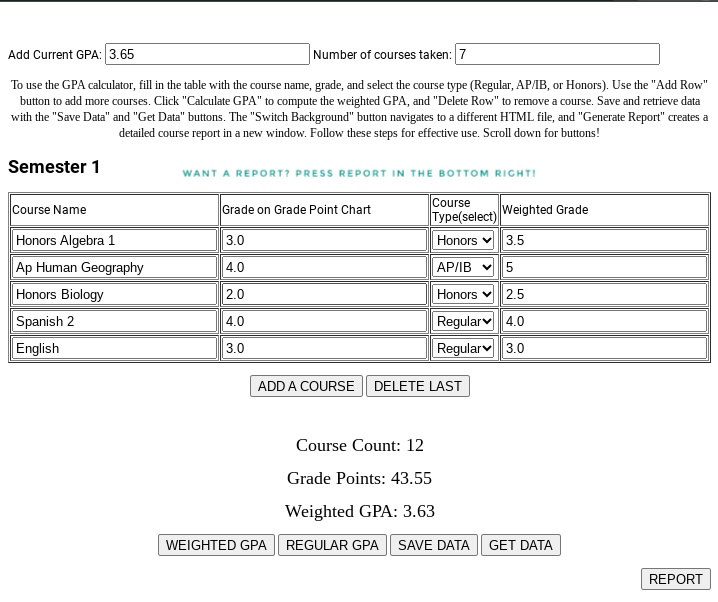 Add Current GPA: 3.65 Number of courses taken: 7
To use the GPA calculator, fill in the table with the course name, grade, and select the course type (Regular, AP/IB, or Honors). Use the "Add Row"
button to add more courses. Click "Calculate GPA" to compute the weighted GPA, and "Delete Row" to remove a course. Save and retrieve data
with the "Save Data" and "Get Data" buttons. The "Switch Background" button navigates to a different HTML file, and "Generate Report" creates a
detailed course report in a new window. Follow these steps for effective use. Scroll down for buttons!
Semester 1
WANT A REPORT? PRESS REPORT IN THE BOTTOM RIGHT!
Course Name Grade on Grade Point Chart Course Type(select) Weighted Grade
Honors Algebra 1 3.0 Honors 3.5
Ap Human Geography 4.0 AP/IB 5
Honors Biology 2.0 Honors 2.5
Spanish 2 4.0 Regular 4.0
English 3.0 Regular 3.0
ADD A COURSE DELETE LAST
Course Count: 12
Grade Points: 43.55
Weighted GPA: 3.63
WEIGHTED GPA REGULAR GPA SAVE DATA GET DATA
REPORT